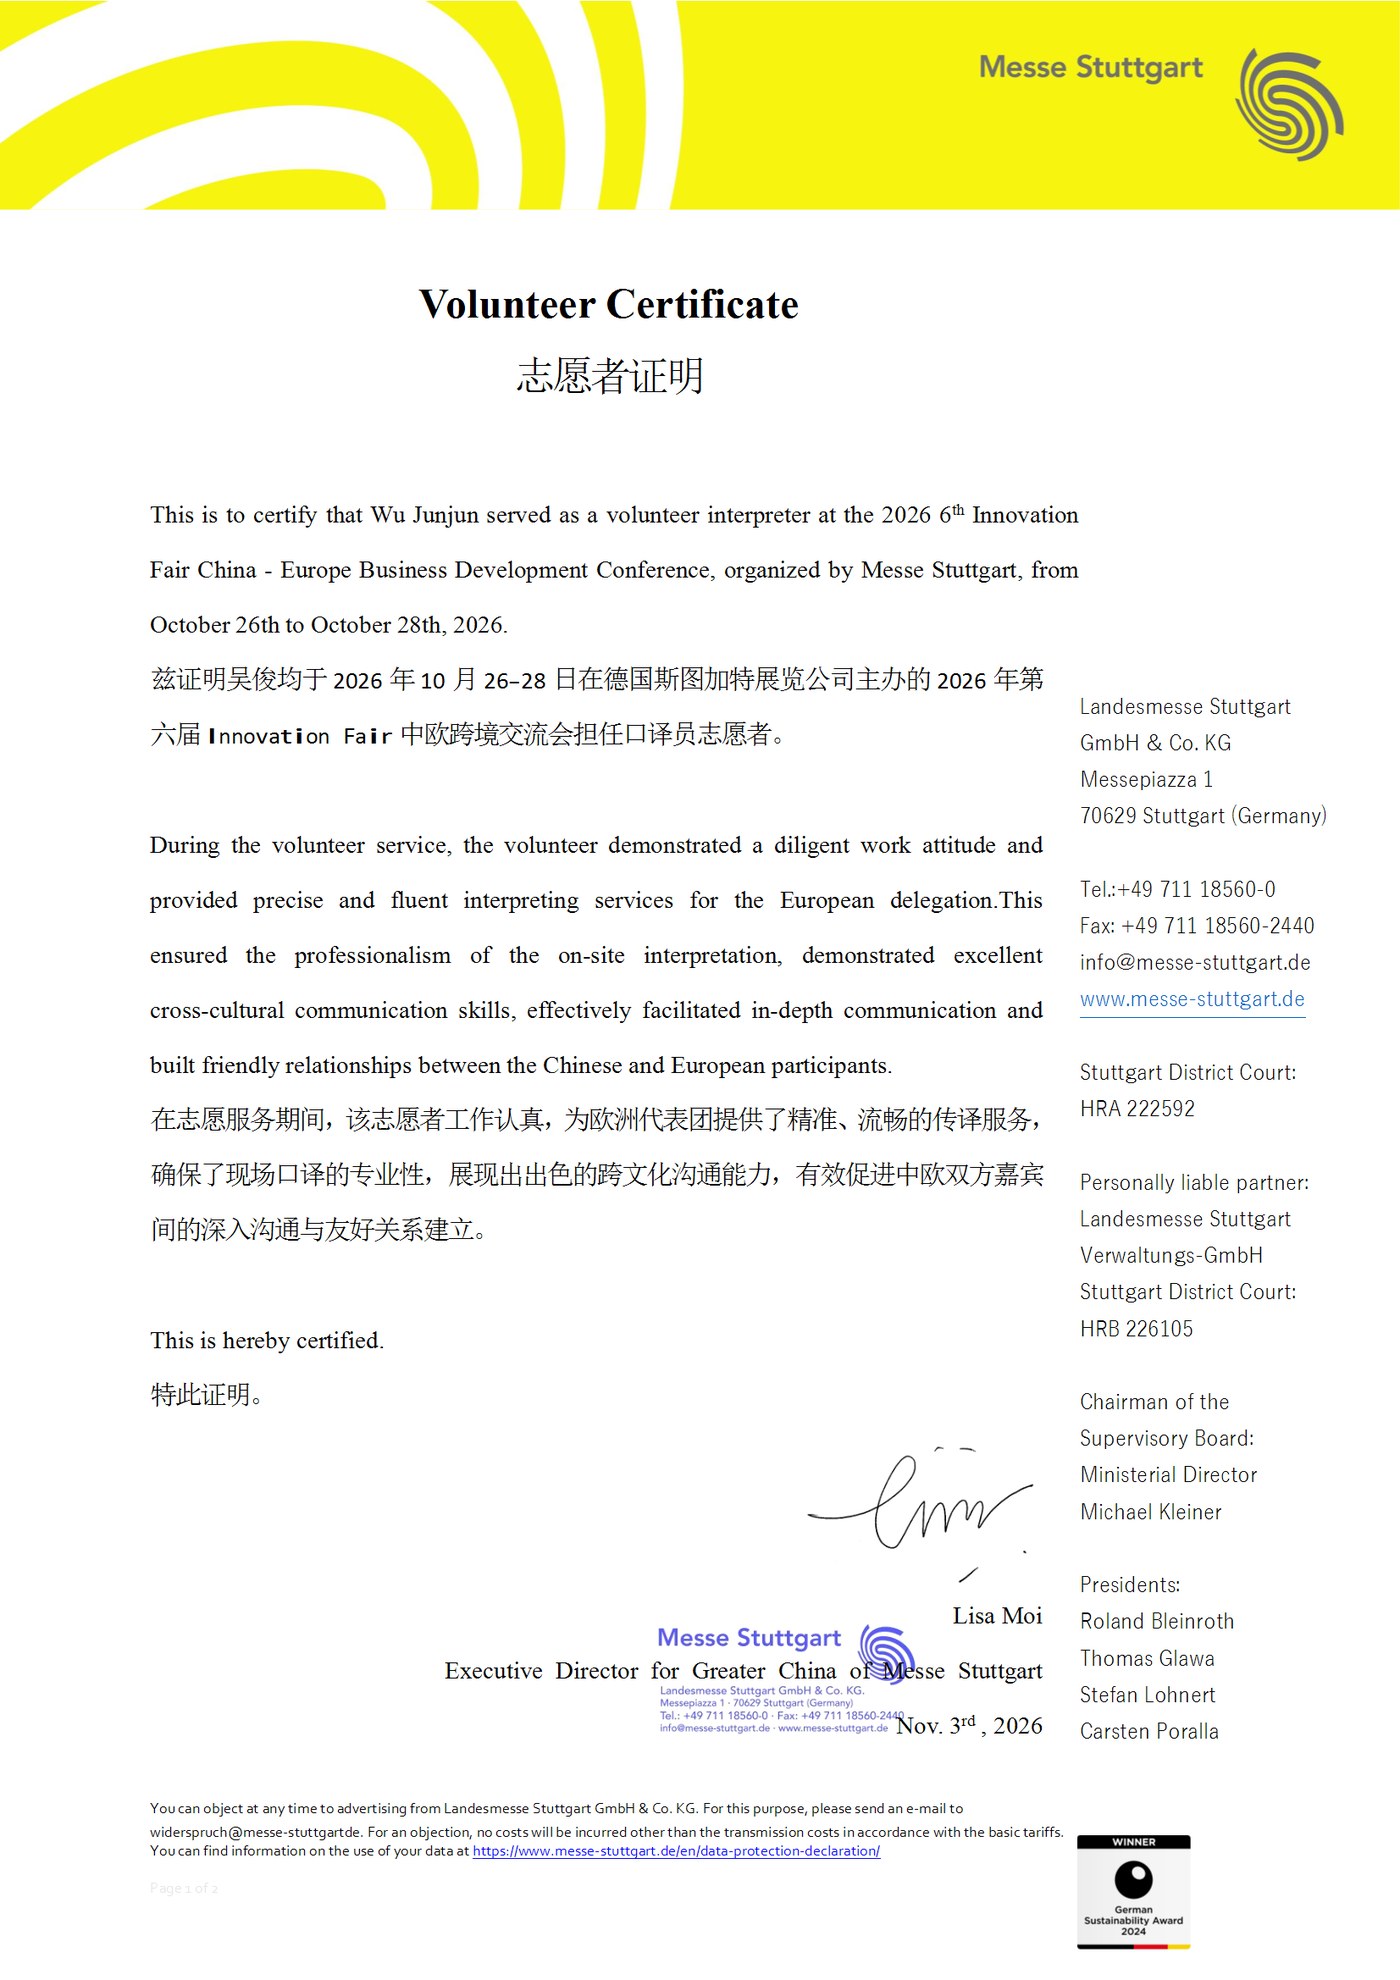 Messe Stuttgart
Volunteer Certificate
志愿者证明
This is to certify that Wu Junjun served as a volunteer interpreter at the 2026 6th Innovation
Fair China - Europe Business Development Conference, organized by Messe Stuttgart, from
October 26th to October 28th, 2026.
兹证明吴俊均于 2026 年 10 月 26–28 日在德国斯图加特展览公司主办的 2026 年第
六届 Innovation Fair 中欧跨境交流会担任口译员志愿者。
During the volunteer service, the volunteer demonstrated a diligent work attitude and
provided precise and fluent interpreting services for the European delegation.This
ensured the professionalism of the on-site interpretation, demonstrated excellent
cross-cultural communication skills, effectively facilitated in-depth communication and
built friendly relationships between the Chinese and European participants.
在志愿服务期间，该志愿者工作认真，为欧洲代表团提供了精准、流畅的传译服务，
确保了现场口译的专业性，展现出出色的跨文化沟通能力，有效促进中欧双方嘉宾
间的深入沟通与友好关系建立。
This is hereby certified.
特此证明。
Lisa Moi
Executive Director for Greater China of Messe Stuttgart
Nov. 3rd , 2026
Messe Stuttgart
Landesmesse Stuttgart GmbH & Co. KG.
Messepiazza 1 · 70629 Stuttgart (Germany)
Tel.: +49 711 18560-0 · Fax: +49 711 18560-2440
info@messe-stuttgart.de · www.messe-stuttgart.de
Landesmesse Stuttgart
GmbH & Co. KG
Messepiazza 1
70629 Stuttgart (Germany)
Tel.:+49 711 18560-0
Fax: +49 711 18560-2440
info@messe-stuttgart.de
www.messe-stuttgart.de
Stuttgart District Court:
HRA 222592
Personally liable partner:
Landesmesse Stuttgart
Verwaltungs-GmbH
Stuttgart District Court:
HRB 226105
Chairman of the
Supervisory Board:
Ministerial Director
Michael Kleiner
Presidents:
Roland Bleinroth
Thomas Glawa
Stefan Lohnert
Carsten Poralla
You can object at any time to advertising from Landesmesse Stuttgart GmbH & Co. KG. For this purpose, please send an e-mail to
widerspruch@messe-stuttgartde. For an objection, no costs will be incurred other than the transmission costs in accordance with the basic tariffs.
You can find information on the use of your data at https://www.messe-stuttgart.de/en/data-protection-declaration/
Page 1 of 2
WINNER
German
Sustainability Award
2024